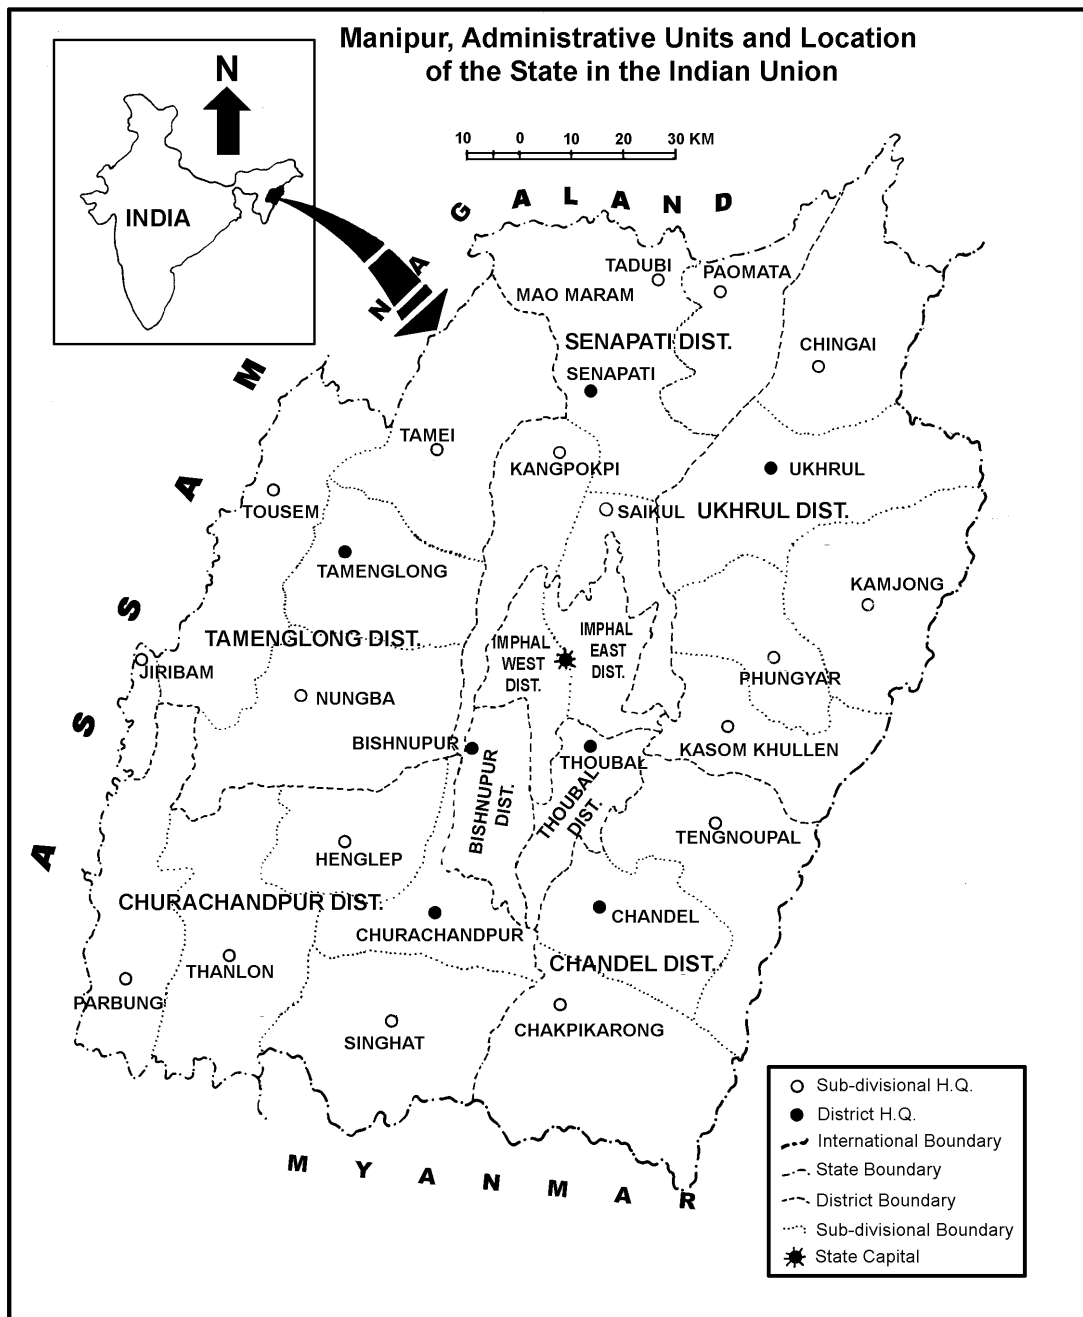 Manipur, Administrative Units and Location
of the State in the Indian Union
N
INDIA
10 0 10 20 30 KM
NAGALAND
ASSAM
MYANMAR
TADUBI
PAOMATA
MAO MARAM
SENAPATI DIST.
CHINGAI
SENAPATI
TAMEI
KANGPOKPI
UKHRUL
TOUSEM
SAIKUL
UKHRUL DIST.
TAMENGLONG
KAMJONG
TAMENGLONG DIST.
IMPHAL
WEST
DIST.
IMPHAL
EAST
DIST.
JIRIBAM
NUNGBA
PHUNGYAR
BISHNUPUR
THOUBAL
KASOM KHULLEN
BISHNUPUR
DIST.
THOUBAL
DIST.
TENGNOUPAL
HENGLEP
CHURACHANDPUR DIST.
CHURACHANDPUR
CHANDEL
THANLON
CHANDEL DIST.
PARBUNG
SINGHAT
CHAKPIKARONG
Sub-divisional H.Q.
District H.Q.
International Boundary
State Boundary
District Boundary
Sub-divisional Boundary
State Capital